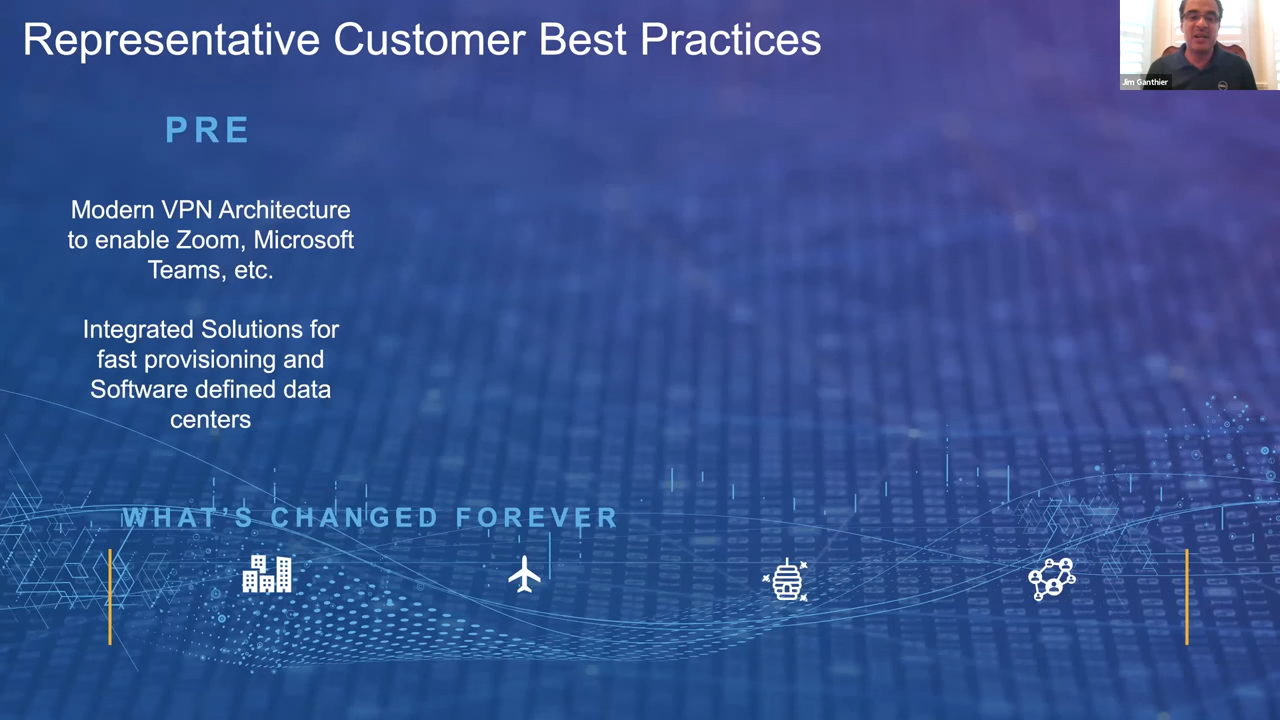 Representative Customer Best Practices
Jim Ganthier
PRE
Modern VPN Architecture
to enable Zoom, Microsoft
Teams, etc.
Integrated Solutions for
fast provisioning and
Software defined data
centers
WHAT'S CHANGED FOREVER